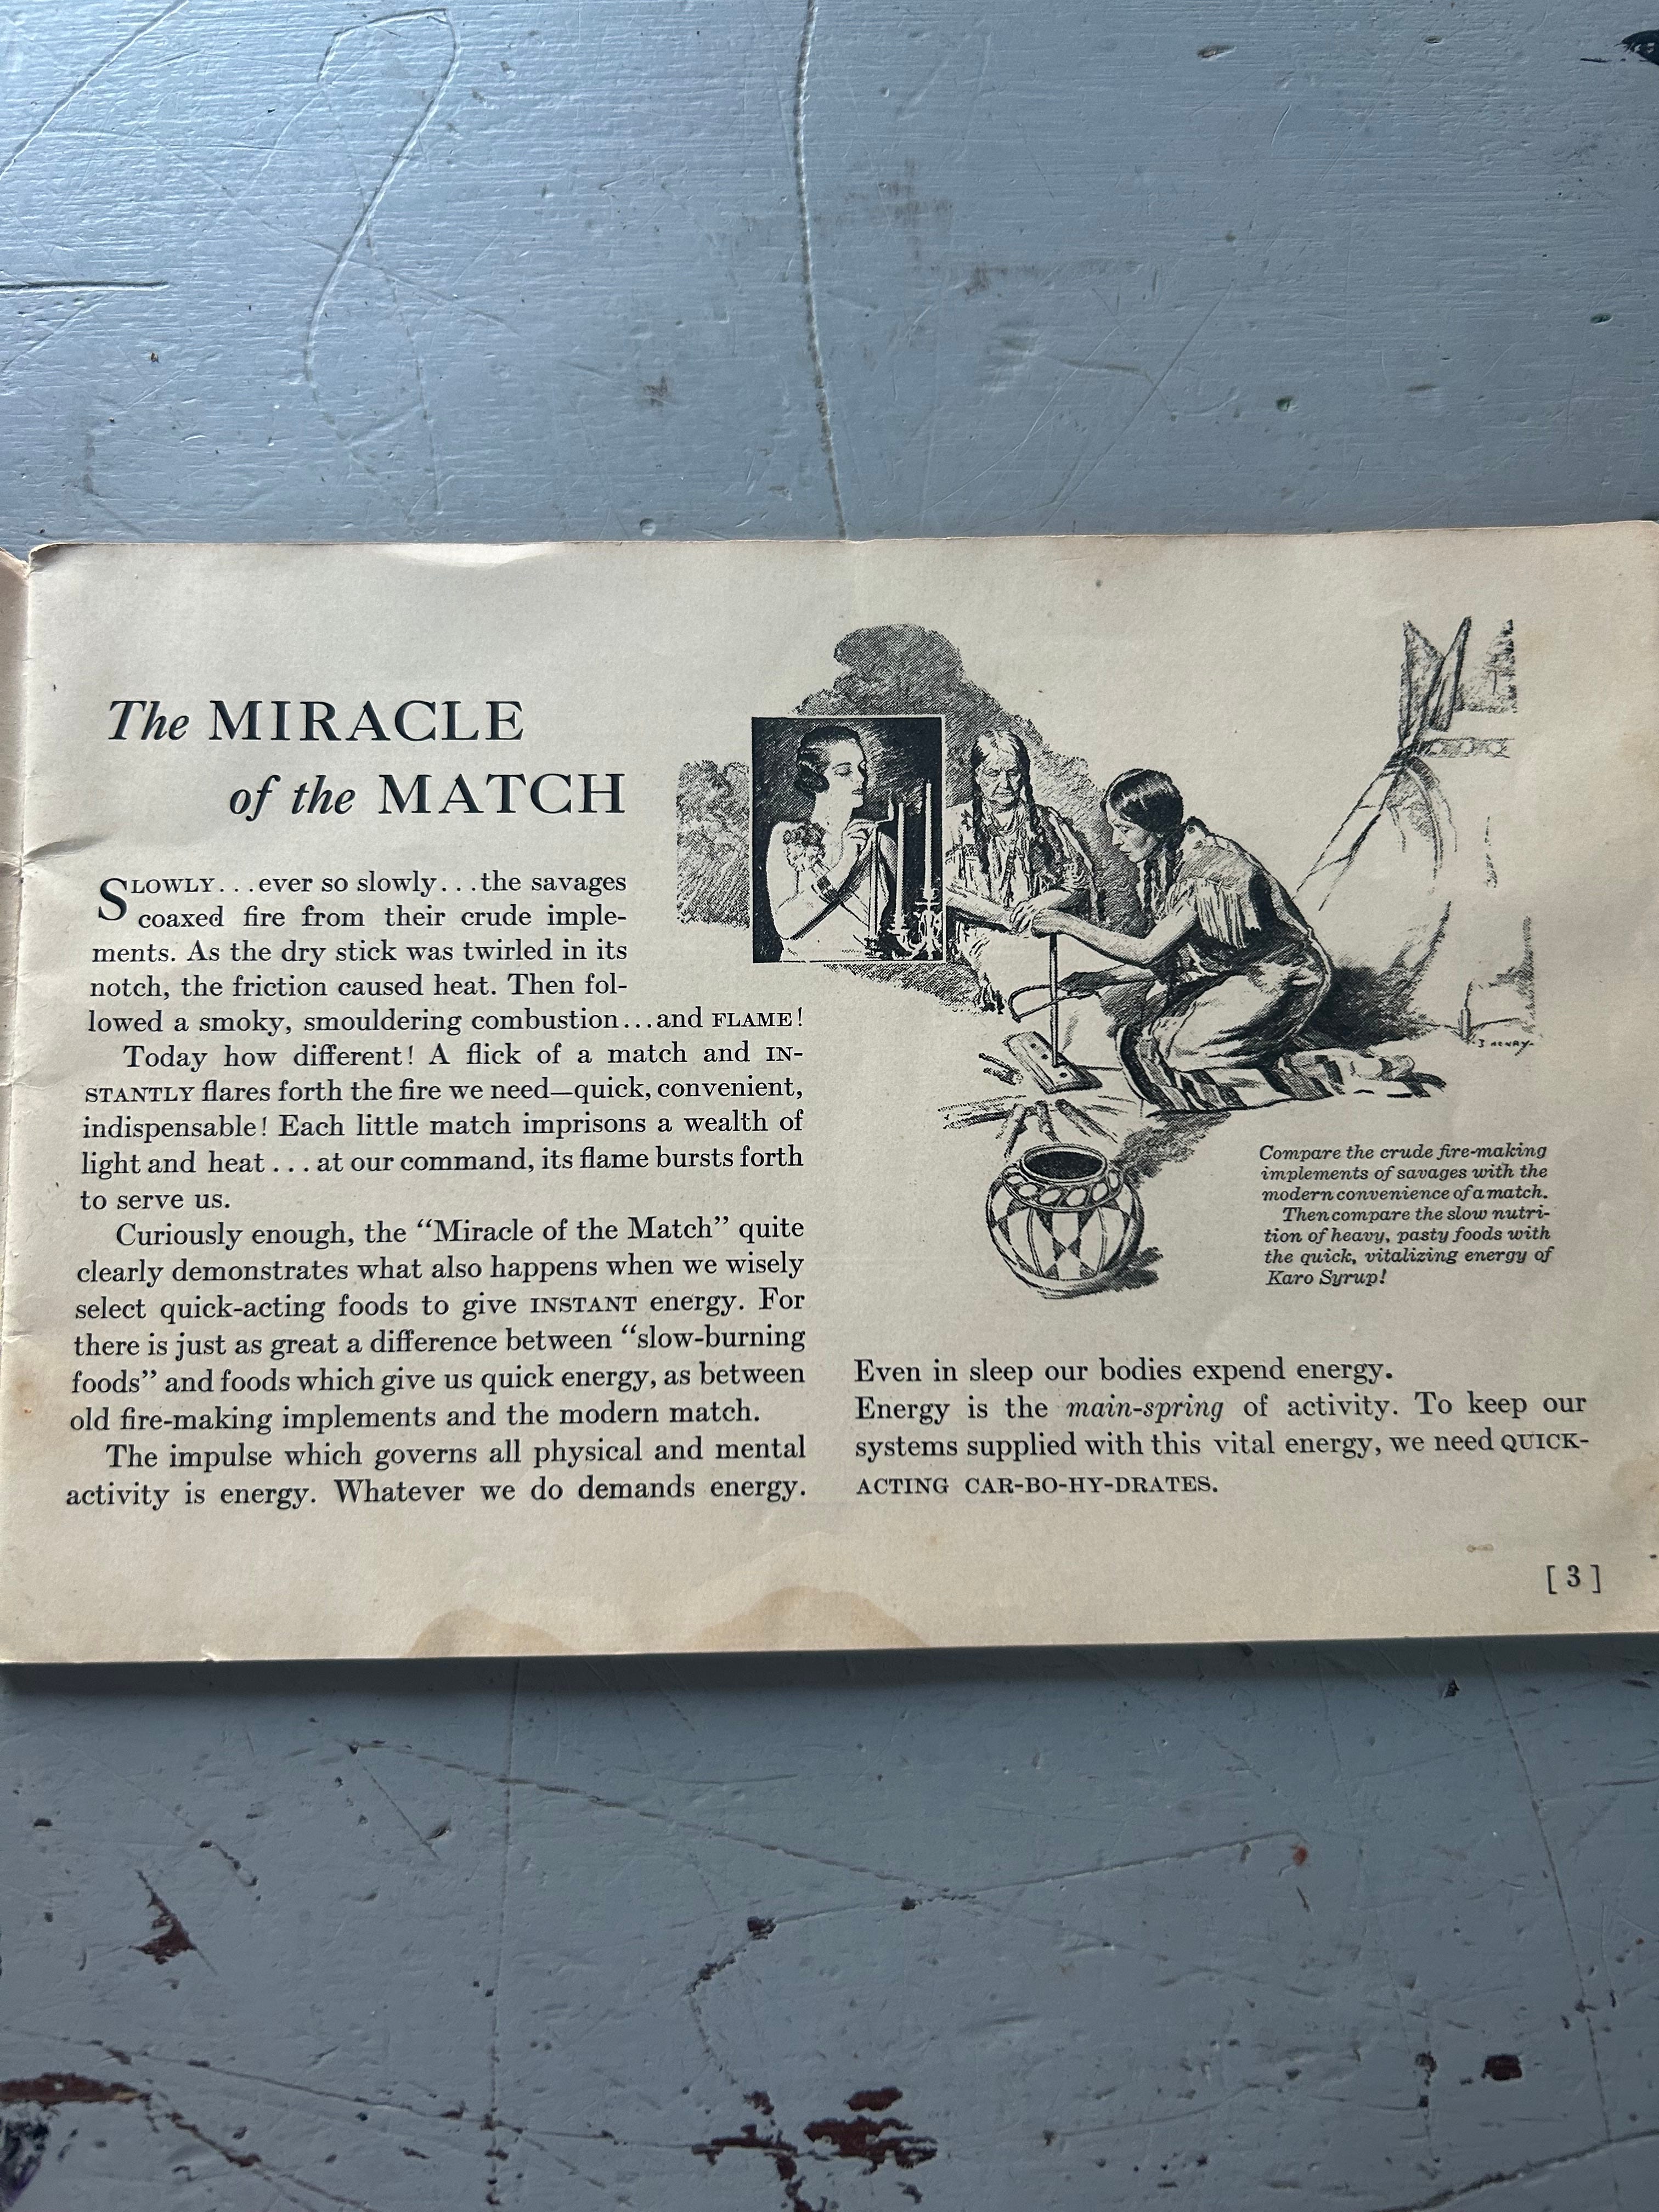 The MIRACLE
of the MATCH
SLOWLY...ever so slowly...the savages
coaxed fire from their crude imple-
ments. As the dry stick was twirled in its
notch, the friction caused heat. Then fol-
lowed a smoky, smouldering combustion...and FLAME!
Today how different! A flick of a match and IN-
STANTLY flares forth the fire we need—quick, convenient,
indispensable! Each little match imprisons a wealth of
light and heat...at our command, its flame bursts forth
to serve us.
Curiously enough, the “Miracle of the Match” quite
clearly demonstrates what also happens when we wisely
select quick-acting foods to give INSTANT energy. For
there is just as great a difference between “slow-burning
foods” and foods which give us quick energy, as between
old fire-making implements and the modern match.
The impulse which governs all physical and mental
activity is energy. Whatever we do demands energy.
J HENRY
Compare the crude fire-making
implements of savages with the
modern convenience of a match.
Then compare the slow nutri-
tion of heavy, pasty foods with
the quick, vitalizing energy of
Karo Syrup!
Even in sleep our bodies expend energy.
Energy is the main-spring of activity. To keep our
systems supplied with this vital energy, we need QUICK-
ACTING CAR-BO-HY-DRATES.
[3]